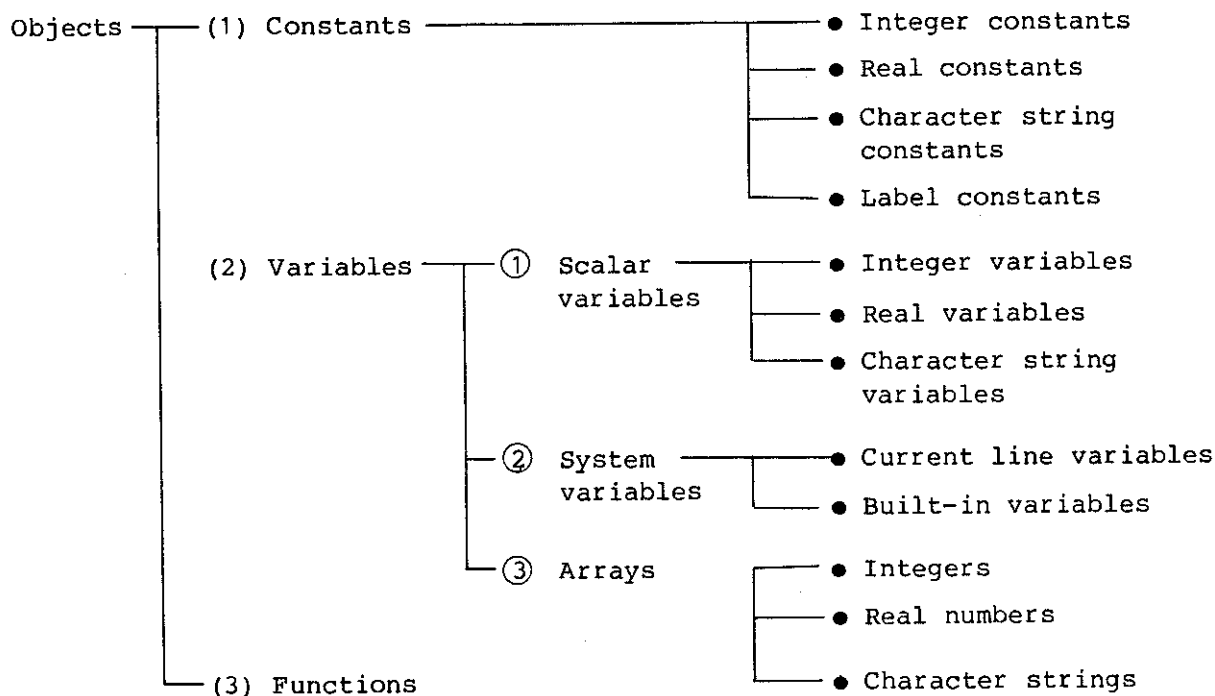 Objects (1) Constants ● Integer constants
● Real constants
● Character string
constants
● Label constants
(2) Variables ① Scalar
variables ● Integer variables
● Real variables
● Character string
variables
② System
variables ● Current line variables
● Built-in variables
③ Arrays ● Integers
● Real numbers
● Character strings
(3) Functions